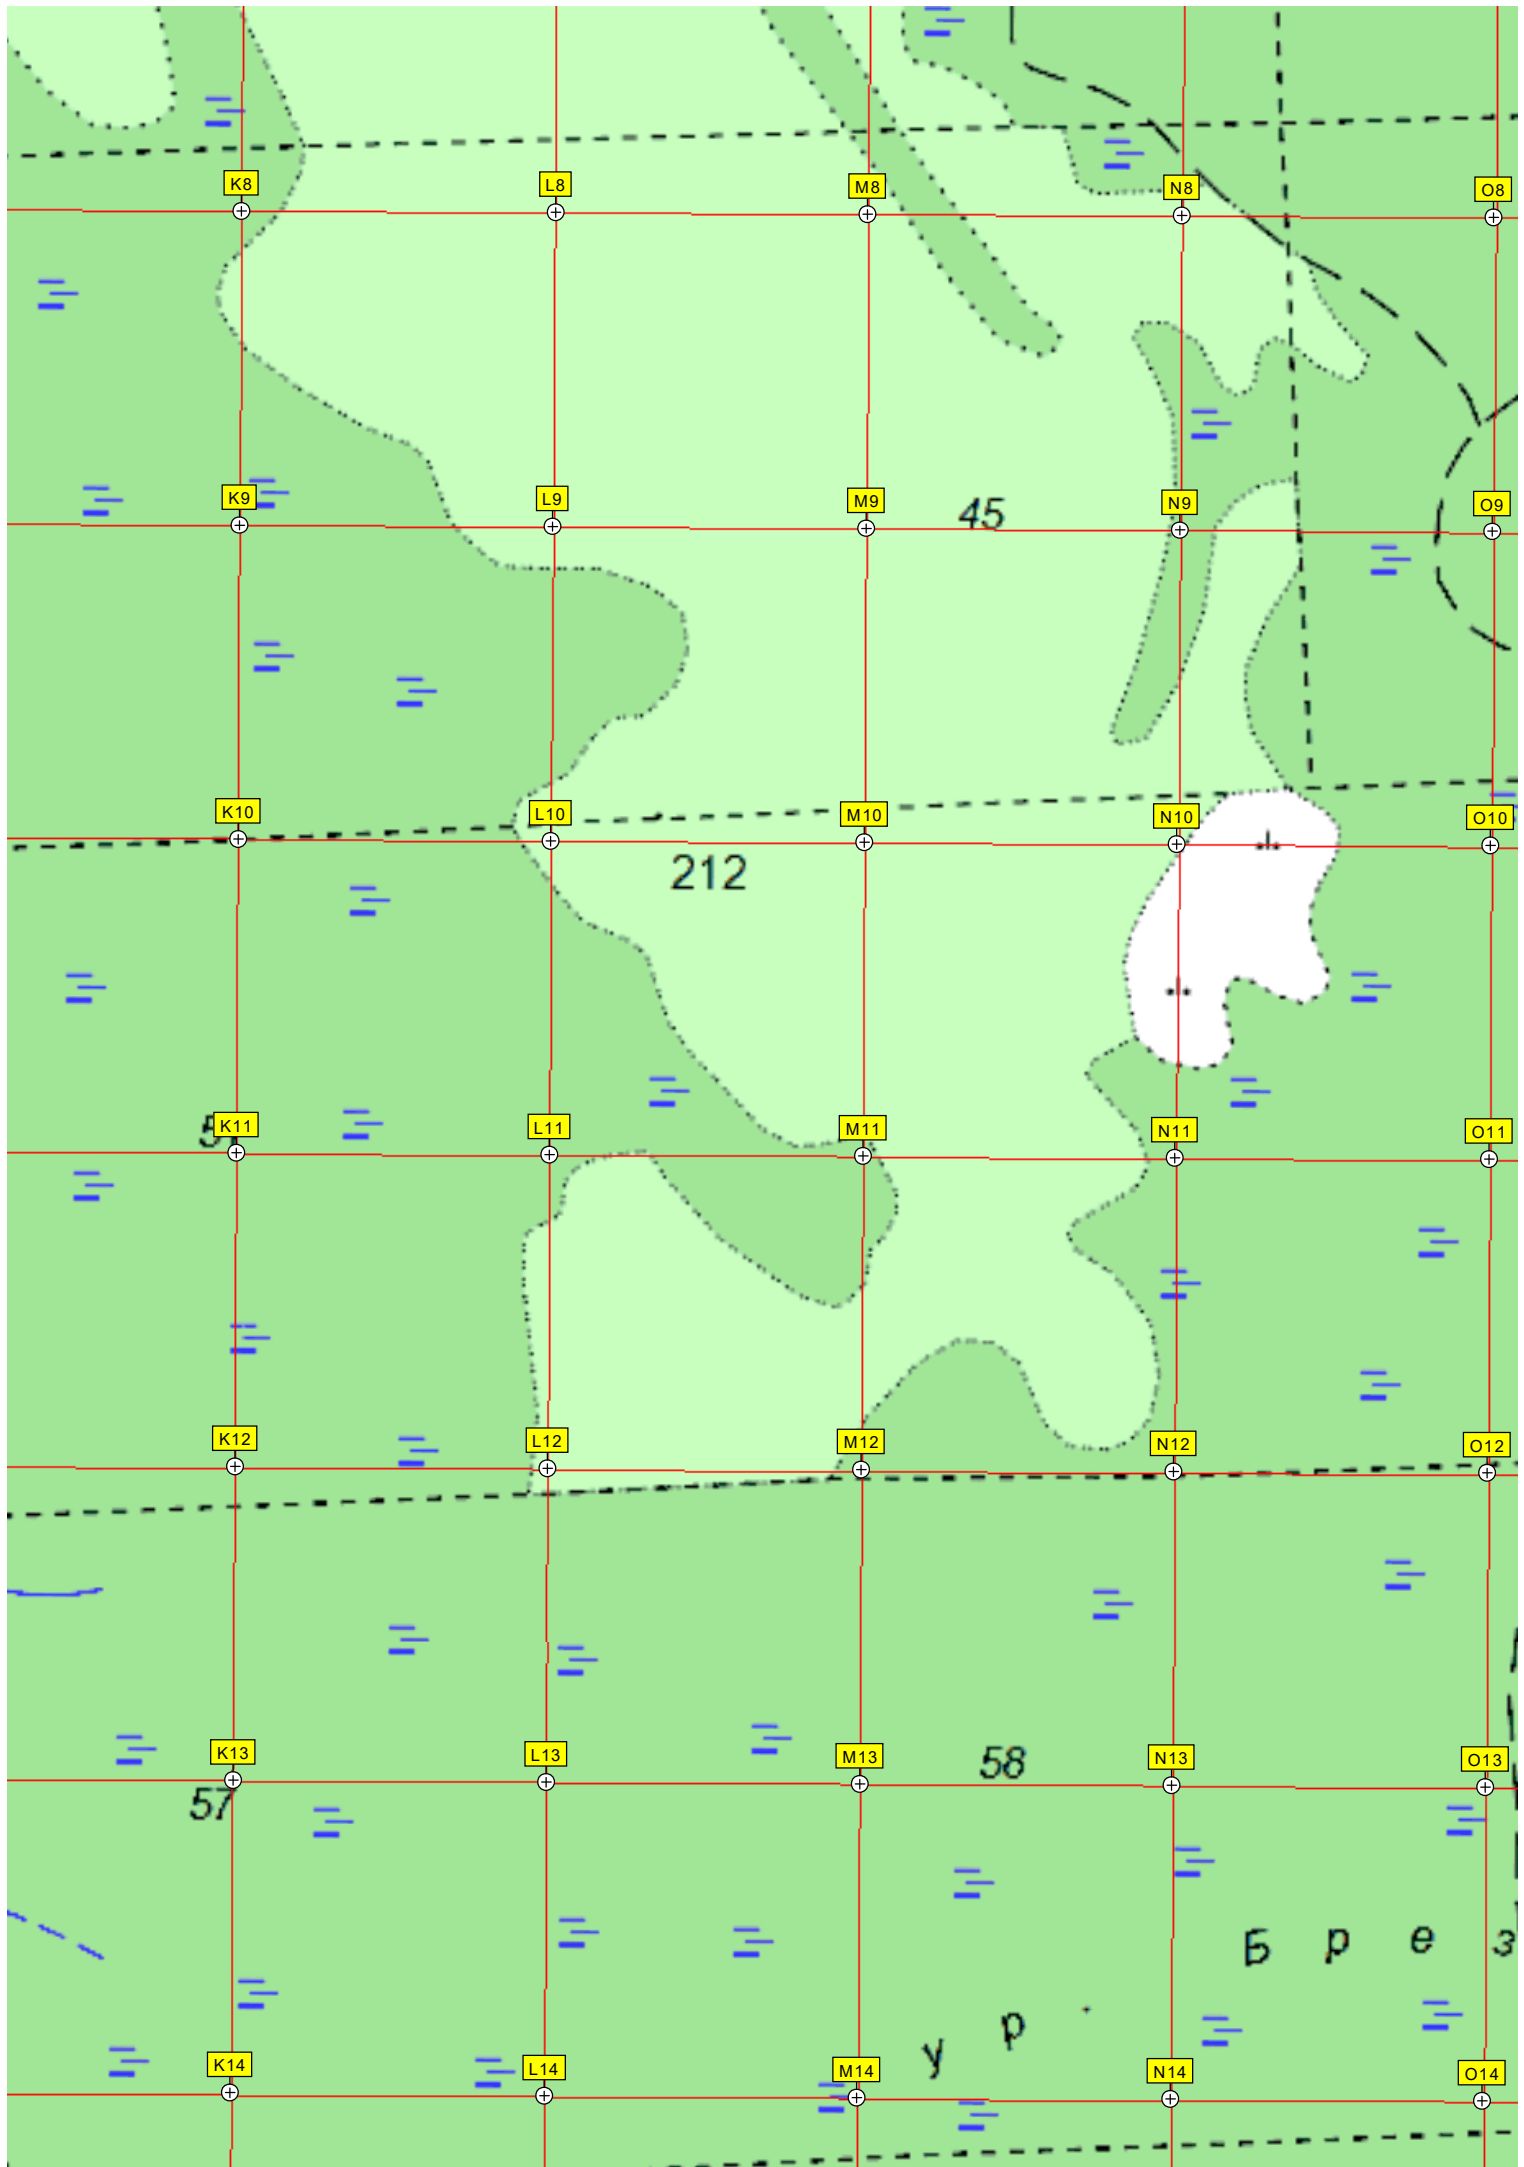 K8 L8 M8 N8 O8
K9 L9 M9 45 N9 O9
K10 L10 M10 N10 O10
212
K11 L11 M11 N11 O11
K12 L12 M12 N12 O12
K13 L13 M13 58 N13 O13
57
Б р е з
у р .
K14 L14 M14 N14 O14